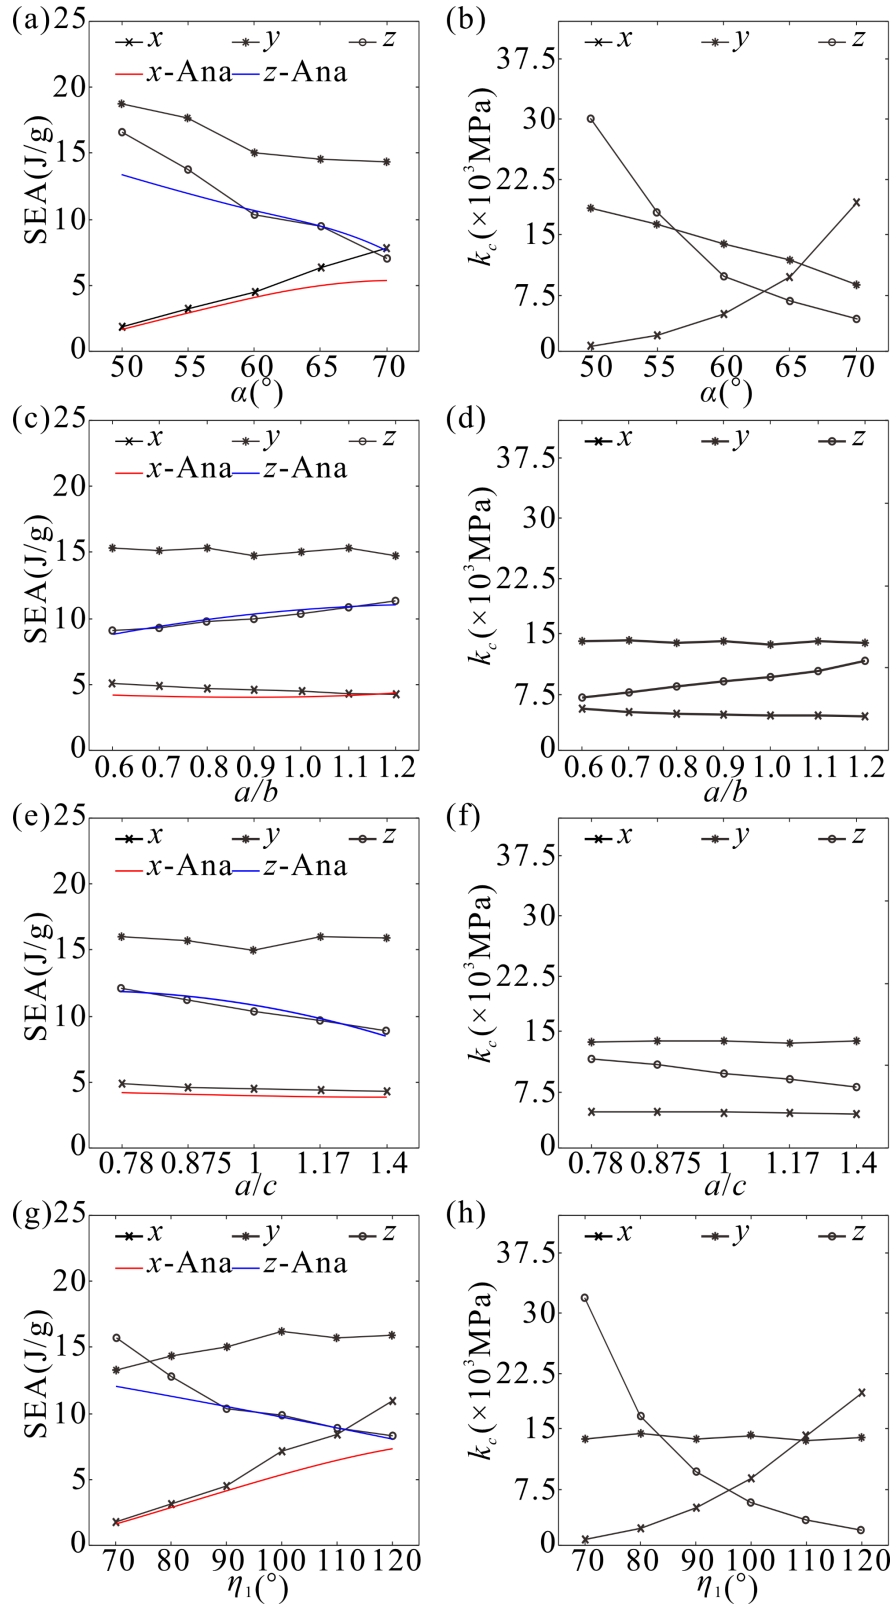 (a)
x y z
x-Ana z-Ana
25
20
15
10
5
0
SEA(J/g)
50 55 60 65 70
α(°)
(b)
x y z
37.5
30
22.5
15
7.5
0
k_c(×10³MPa)
50 55 60 65 70
α(°)
(c)
x y z
x-Ana z-Ana
25
20
15
10
5
0
SEA(J/g)
0.6 0.7 0.8 0.9 1.0 1.1 1.2
a/b
(d)
x y z
37.5
30
22.5
15
7.5
0
k_c(×10³MPa)
0.6 0.7 0.8 0.9 1.0 1.1 1.2
a/b
(e)
x y z
x-Ana z-Ana
25
20
15
10
5
0
SEA(J/g)
0.78 0.875 1 1.17 1.4
a/c
(f)
x y z
37.5
30
22.5
15
7.5
0
k_c(×10³MPa)
0.78 0.875 1 1.17 1.4
a/c
(g)
x y z
x-Ana z-Ana
25
20
15
10
5
0
SEA(J/g)
70 80 90 100 110 120
η₁(°)
(h)
x y z
37.5
30
22.5
15
7.5
0
k_c(×10³MPa)
70 80 90 100 110 120
η₁(°)